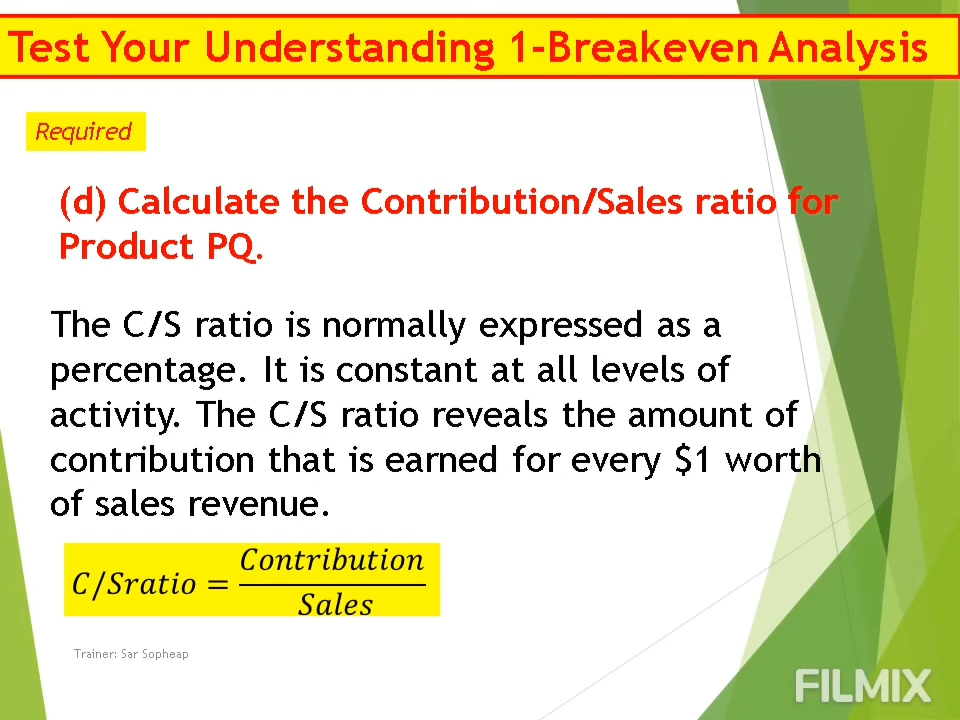 Test Your Understanding 1-Breakeven Analysis
Required
(d) Calculate the Contribution/Sales ratio for
Product PQ.
The C/S ratio is normally expressed as a
percentage. It is constant at all levels of
activity. The C/S ratio reveals the amount of
contribution that is earned for every $1 worth
of sales revenue.
C/Sratio = Contribution / Sales
Trainer: Sar Sopheap
FILMIX